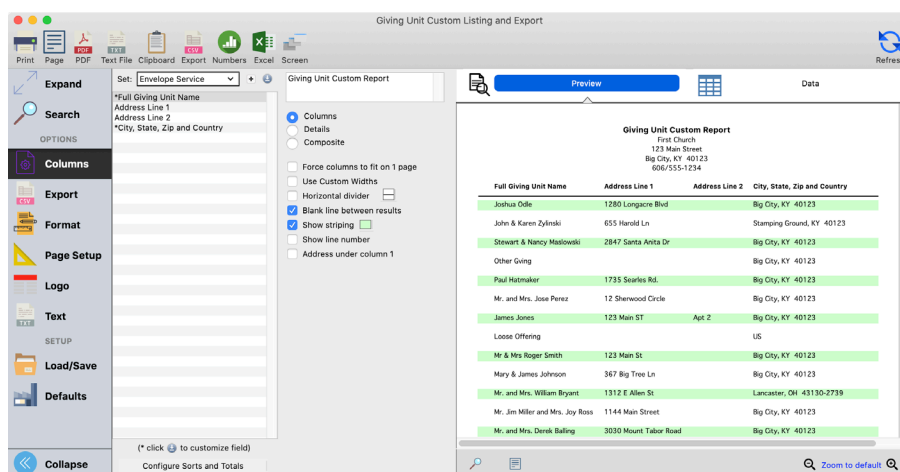 Giving Unit Custom Listing and Export
Print Page PDF Text File Clipboard Export Numbers Excel Screen Refres
Expand
Search
OPTIONS
Columns
Export
Format
Page Setup
Logo
Text
SETUP
Load/Save
Defaults
Collapse
Set: Envelope Service
*Full Giving Unit Name
Address Line 1
Address Line 2
*City, State, Zip and Country
(* click to customize field)
Configure Sorts and Totals
Giving Unit Custom Report
Columns
Details
Composite
Force columns to fit on 1 page
Use Custom Widths
Horizontal divider
Blank line between results
Show striping
Show line number
Address under column 1
Preview Data
Giving Unit Custom Report
First Church
123 Main Street
Big City, KY 40123
606/555-1234
Full Giving Unit Name Address Line 1 Address Line 2 City, State, Zip and Country
Joshua Odle 1280 Longacre Blvd Big City, KY 40123
John & Karen Zylinski 655 Harold Ln Stamping Ground, KY 40123
Stewart & Nancy Maslowski 2847 Santa Anita Dr Big City, KY 40123
Other Gving Big City, KY 40123
Paul Hatmaker 1735 Searles Rd. Big City, KY 40123
Mr. and Mrs. Jose Perez 12 Sherwood Circle Big City, KY 40123
James Jones 123 Main ST Apt 2 Big City, KY 40123
Loose Offering US
Mr & Mrs Roger Smith 123 Main St Big City, KY 40123
Mary & James Johnson 367 Big Tree Ln Big City, KY 40123
Mr. and Mrs. William Bryant 1312 E Allen St Lancaster, OH 43130-2739
Mr. Jim Miller and Mrs. Joy Ross 1144 Main Street Big City, KY 40123
Mr. and Mrs. Derek Balling 3030 Mount Tabor Road Big City, KY 40123
Zoom to default